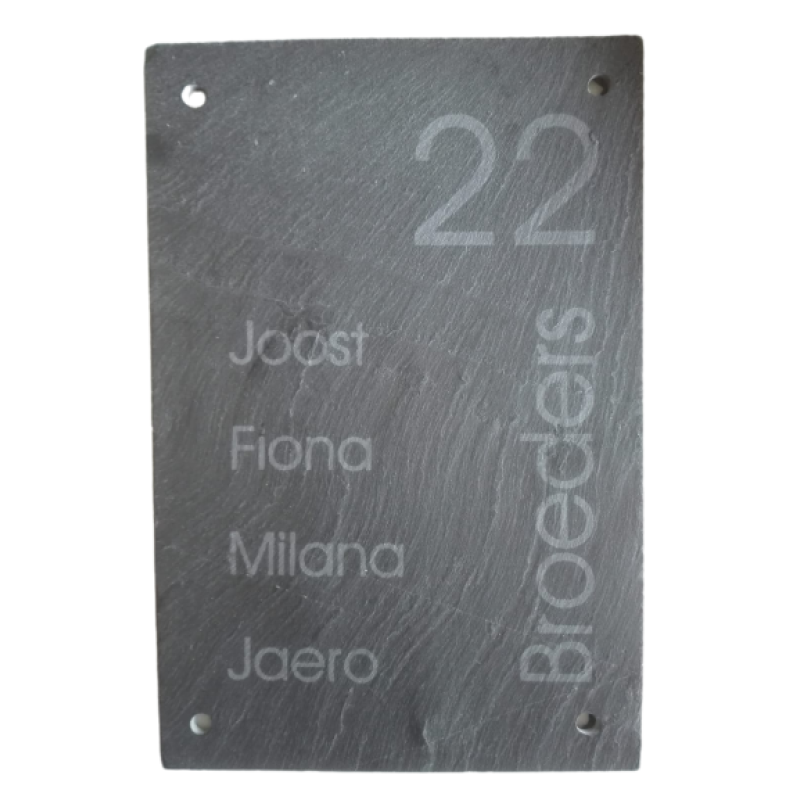 22
Joost
Fiona
Milana
Jaero
Broeders